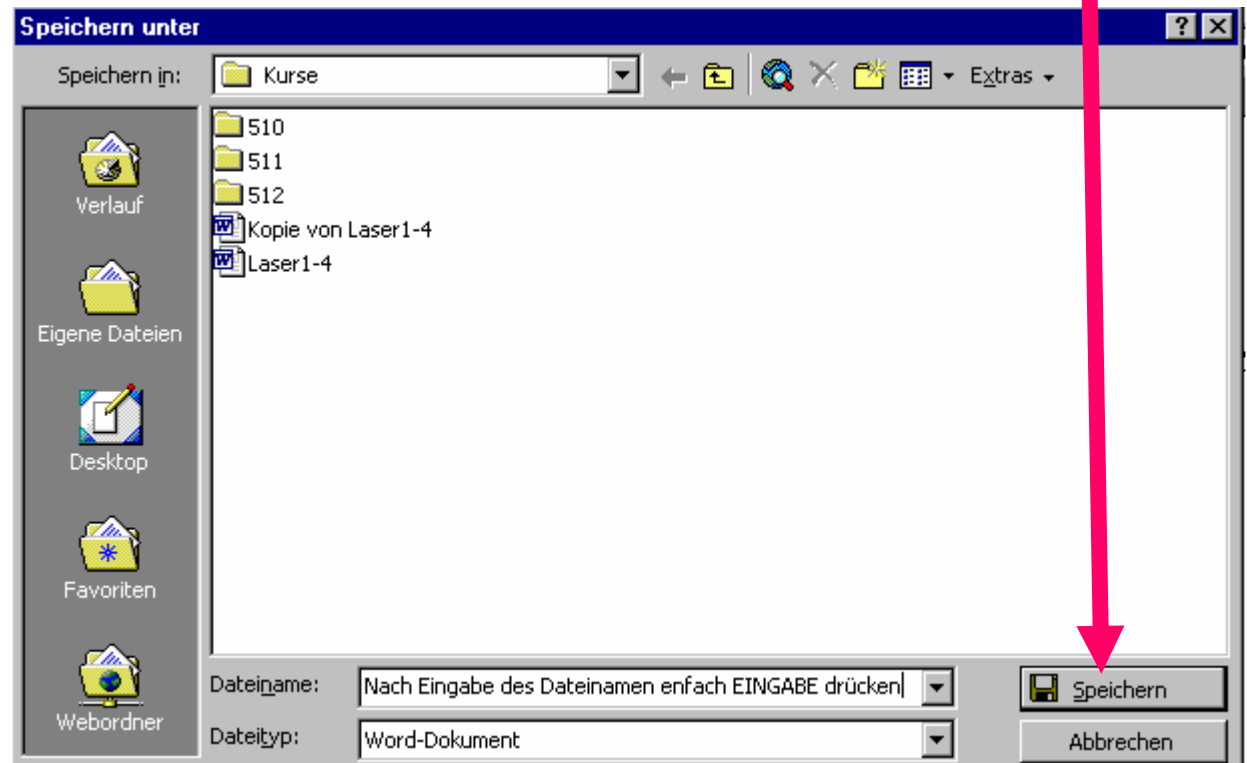 Speichern unter
Speichern in: Kurse Extras
510
511
512
Kopie von Laser1-4
Laser1-4
Verlauf
Eigene Dateien
Desktop
Favoriten
Webordner
Dateiname: Nach Eingabe des Dateinamen enfach EINGABE drücken Speichern
Dateityp: Word-Dokument Abbrechen